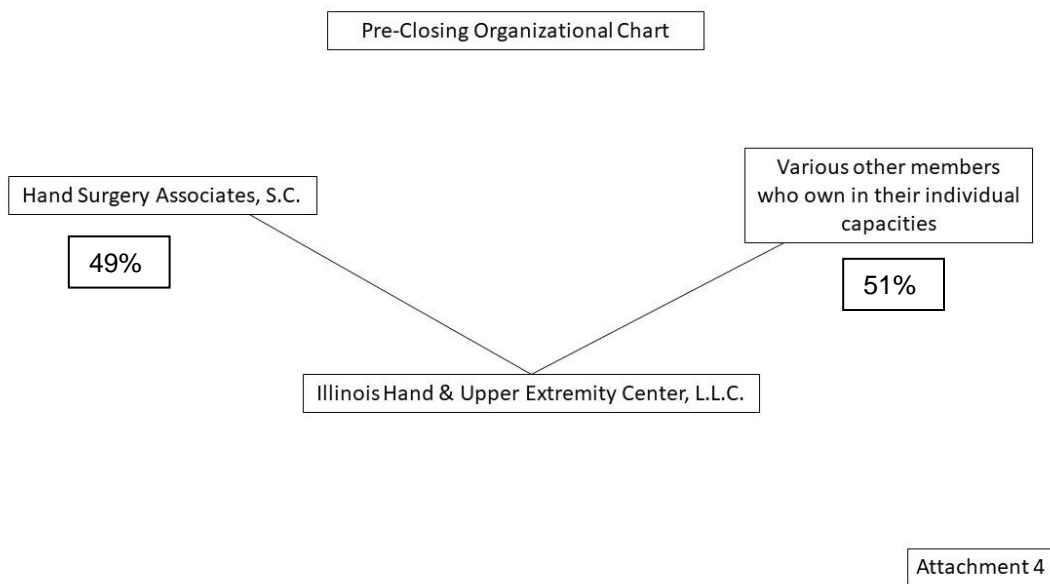 Pre-Closing Organizational Chart
Hand Surgery Associates, S.C.
49%
Various other members
who own in their individual
capacities
51%
Illinois Hand & Upper Extremity Center, L.L.C.
Attachment 4